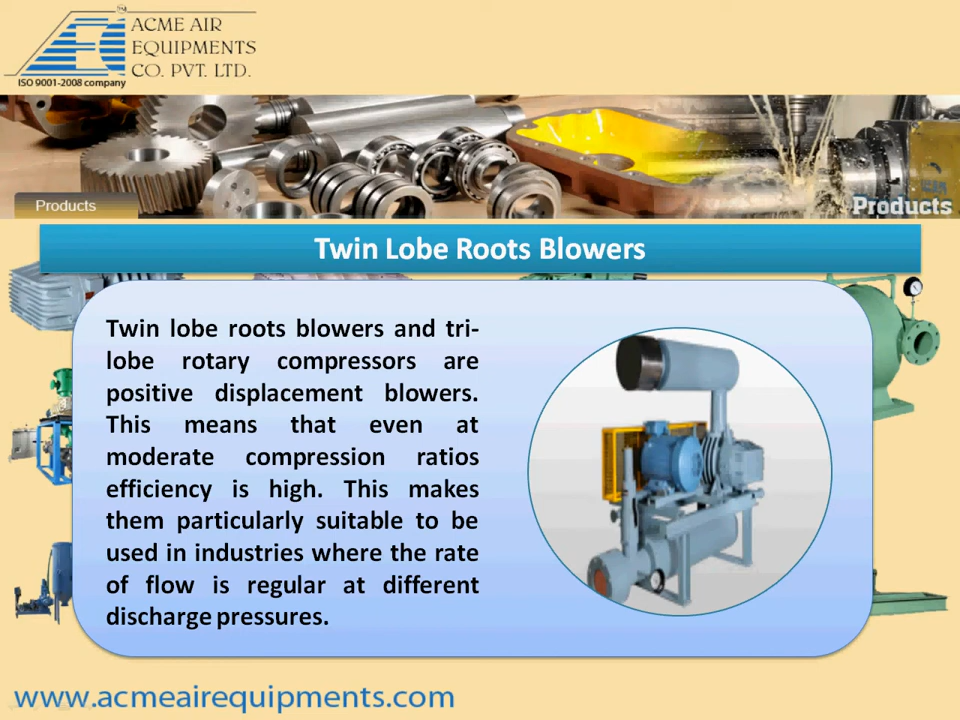 ACME AIR
EQUIPMENTS
CO. PVT. LTD.
ISO 9001-2008 company
Products
Products
Twin Lobe Roots Blowers
Twin lobe roots blowers and tri-
lobe rotary compressors are
positive displacement blowers.
This means that even at
moderate compression ratios
efficiency is high. This makes
them particularly suitable to be
used in industries where the rate
of flow is regular at different
discharge pressures.
www.acmeairequipments.com